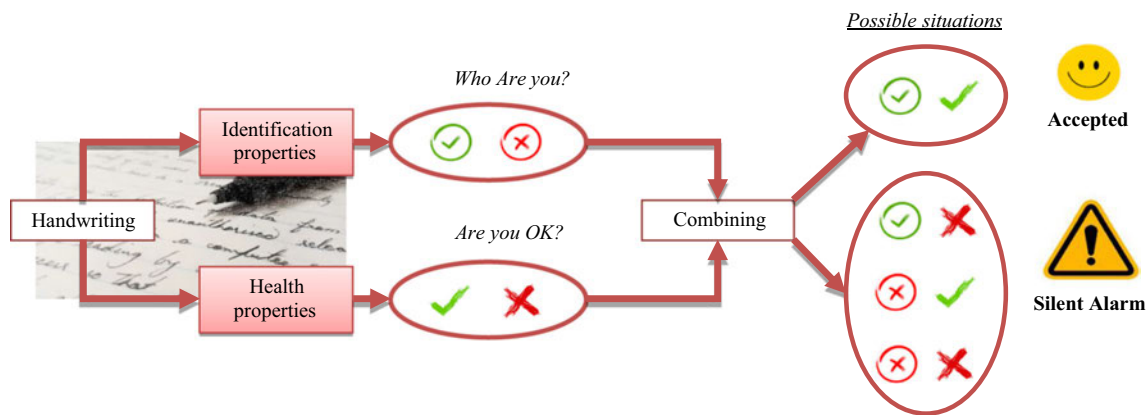 Possible situations
Who Are you?
Identification
properties
Accepted
Handwriting
Combining
Are you OK?
Health
properties
Silent Alarm